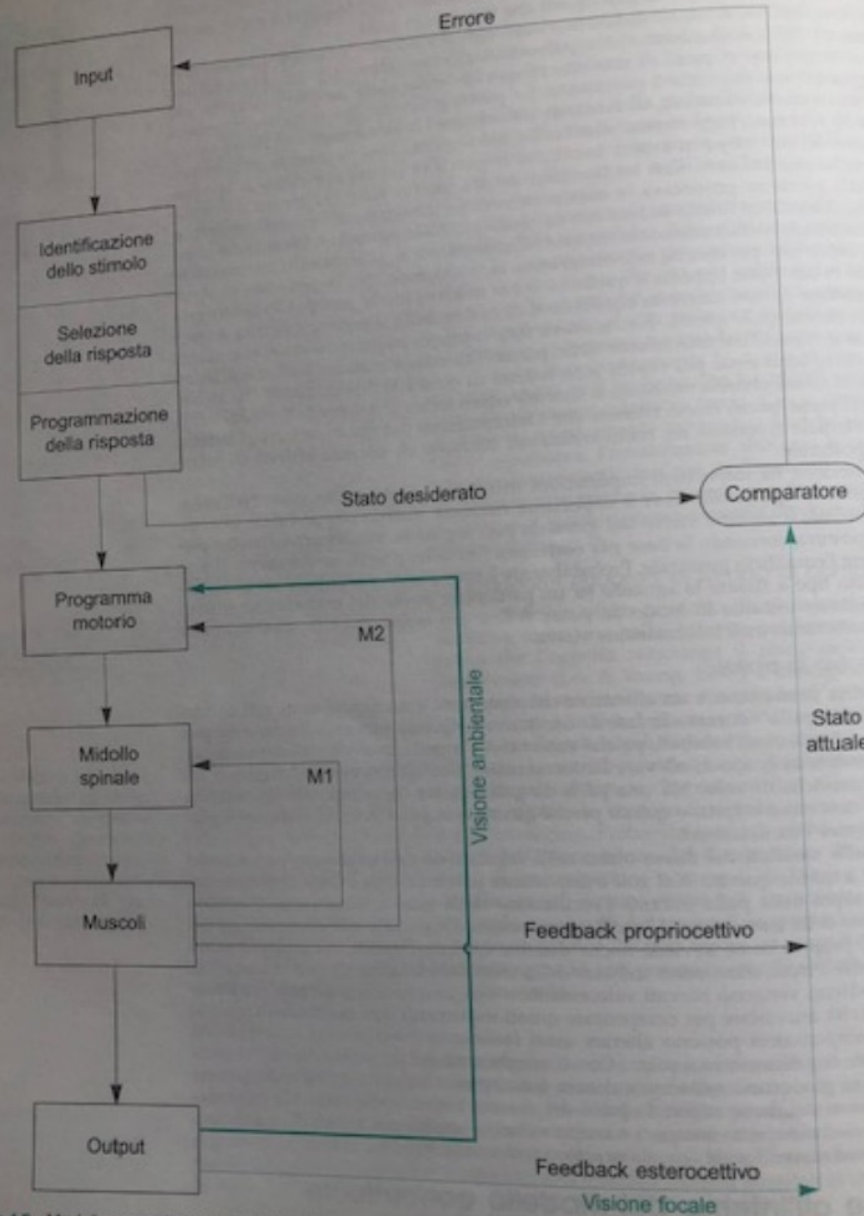 Errore
Input
Identificazione
dello stimolo
Selezione
della risposta
Programmazione
della risposta
Stato desiderato
Comparatore
Programma
motorio
M2
Visione ambientale
Stato
attuale
Midollo
spinale
M1
Muscoli
Feedback propriocettivo
Output
Feedback esterocettivo
Visione focale